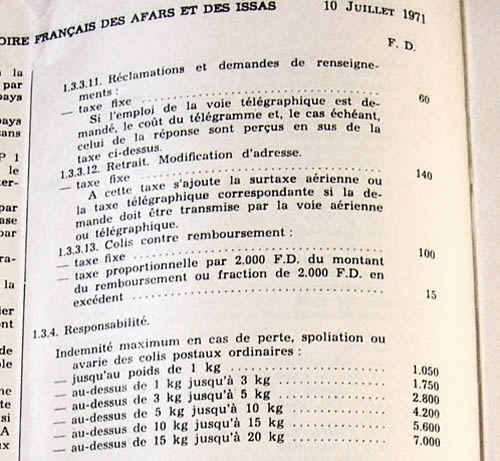 OIRE FRANÇAIS DES AFARS ET DES ISSAS 10 JUILLET 1971
F. D.
1.3.3.11. Réclamations et demandes de renseigne-
ments :
— taxe fixe 60
Si l'emploi de la voie télégraphique est de-
mandé, le coût du télégramme et, le cas échéant,
celui de la réponse sont perçus en sus de la
taxe ci-dessus.
1.3.3.12. Retrait. Modification d'adresse.
— taxe fixe 140
A cette taxe s'ajoute la surtaxe aérienne ou
la taxe télégraphique correspondante si la de-
mande doit être transmise par la voie aérienne
ou télégraphique.
1.3.3.13. Colis contre remboursement :
— taxe fixe 100
— taxe proportionnelle par 2.000 F.D. du montant
du remboursement ou fraction de 2.000 F.D. en
excédent 15
1.3.4. Responsabilité.
Indemnité maximum en cas de perte, spoliation ou
avarie des colis postaux ordinaires :
— jusqu'au poids de 1 kg 1.050
— au-dessus de 1 kg jusqu'à 3 kg 1.750
— au-dessus de 3 kg jusqu'à 5 kg 2.800
— au-dessus de 5 kg jusqu'à 10 kg 4.200
— au-dessus de 10 kg jusqu'à 15 kg 5.600
— au-dessus de 15 kg jusqu'à 20 kg 7.000